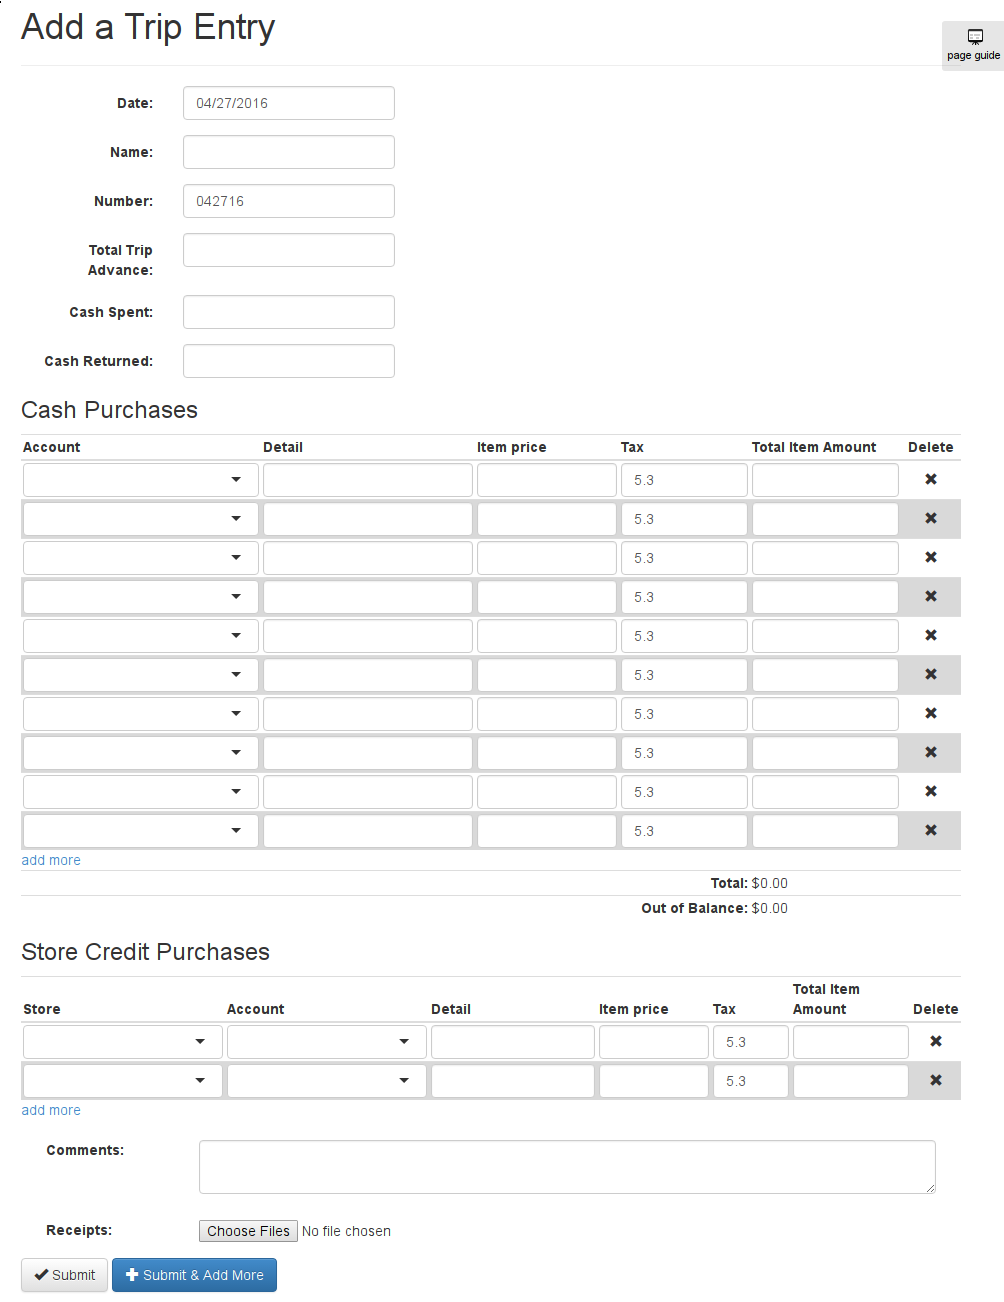 Add a Trip Entry
page guide
Date: 04/27/2016
Name:
Number: 042716
Total Trip
Advance:
Cash Spent:
Cash Returned:
Cash Purchases
Account Detail Item price Tax Total Item Amount Delete
5.3
5.3
5.3
5.3
5.3
5.3
5.3
5.3
5.3
5.3
add more
Total: $0.00
Out of Balance: $0.00
Store Credit Purchases
Store Account Detail Item price Tax Total Item Amount Delete
5.3
5.3
add more
Comments:
Receipts: Choose Files No file chosen
Submit Submit & Add More